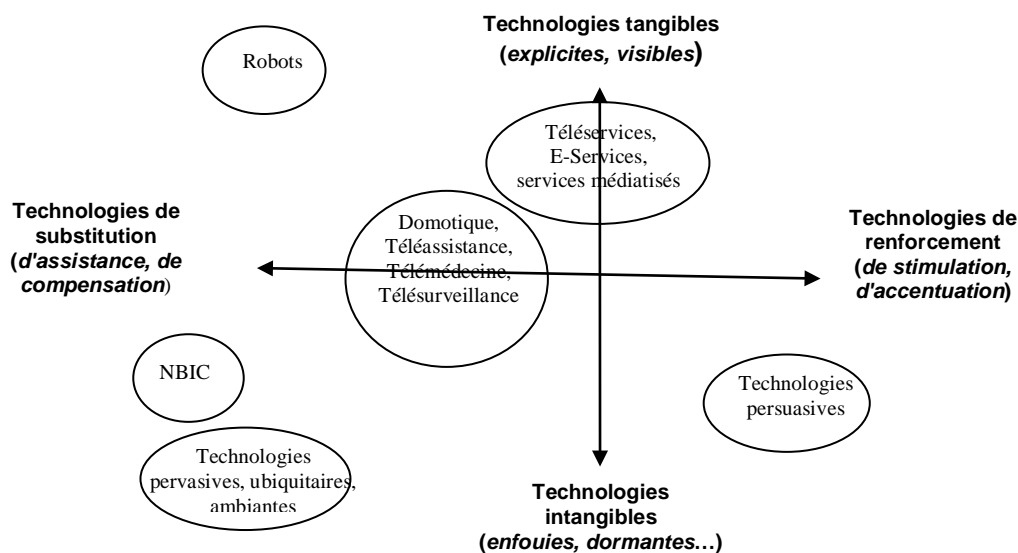 Technologies tangibles
(explicites, visibles)
Robots
Téléservices,
E-Services,
services médiatisés
Technologies de
substitution
(d'assistance, de
compensation)
Domotique,
Téléassistance,
Télémédecine,
Télésurveillance
Technologies de
renforcement
(de stimulation,
d'accentuation)
NBIC
Technologies
persuasives
Technologies
pervasives, ubiquitaires,
ambiantes
Technologies
intangibles
(enfouies, dormantes…)